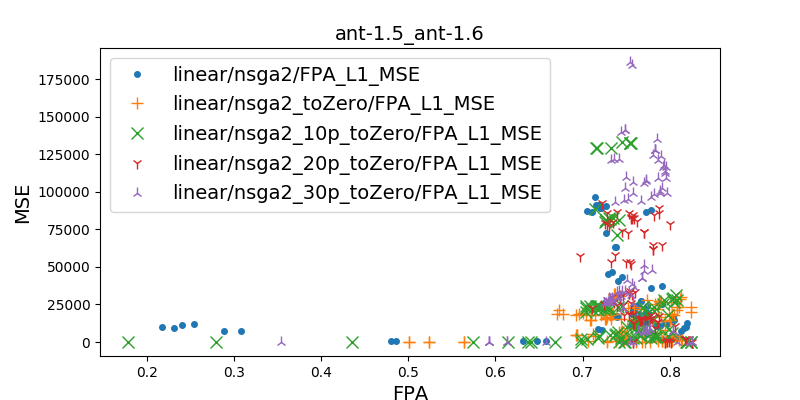 ant-1.5_ant-1.6
MSE
175000
150000
125000
100000
75000
50000
25000
0
linear/nsga2/FPA_L1_MSE
linear/nsga2_toZero/FPA_L1_MSE
linear/nsga2_10p_toZero/FPA_L1_MSE
linear/nsga2_20p_toZero/FPA_L1_MSE
linear/nsga2_30p_toZero/FPA_L1_MSE
0.2 0.3 0.4 0.5 0.6 0.7 0.8
FPA